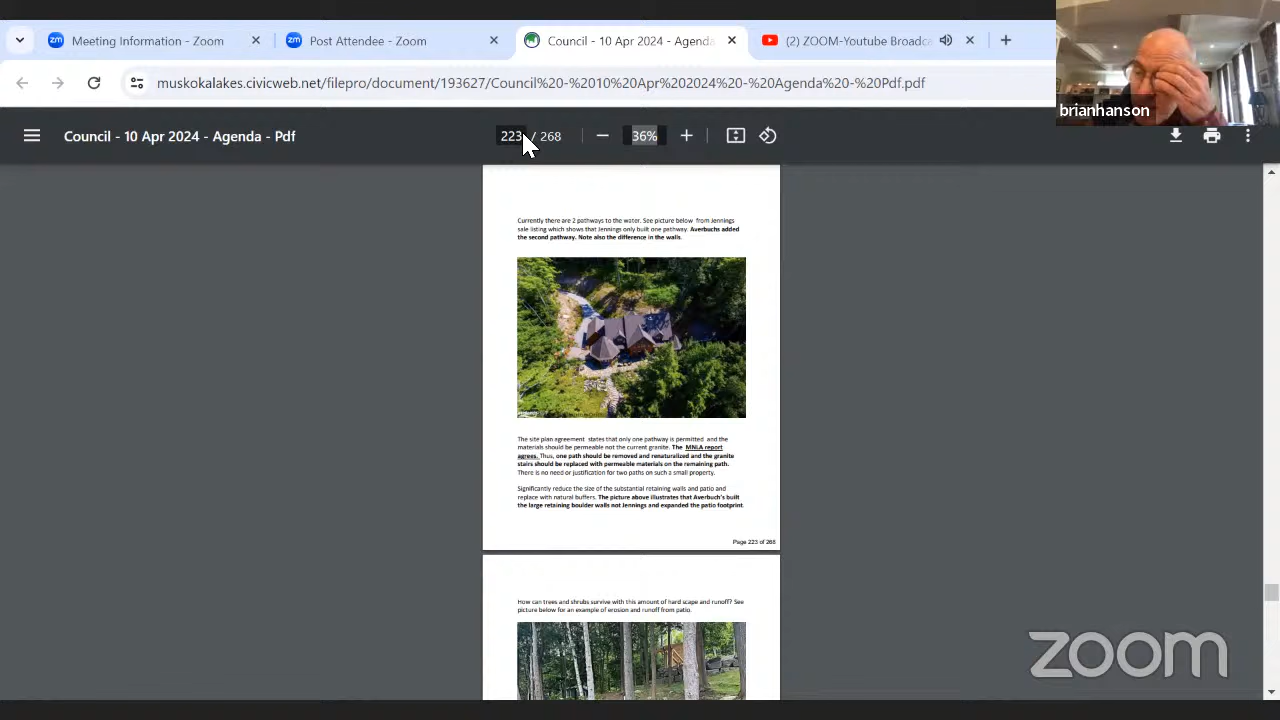 Meeting Information - Zoom
Post Attendee - Zoom
Council - 10 Apr 2024 - Agenda
(2) ZOOM-Youtube Broadca
muskokalakes.civicweb.net/filepro/document/193627/Council%20-%2010%20Apr%202024%20-%20Agenda%20-%20Pdf.pdf
brianhanson
Council - 10 Apr 2024 - Agenda - Pdf
223 / 268
36%
Currently there are 2 pathways to the water. See picture below from Jennings
sale listing which shows that Jennings only built one pathway. Averbuchs added
the second pathway. Note also the difference in the walls.
The site plan agreement states that only one pathway is permitted and the
materials should be permeable not the current granite. The MNLA report
agrees. Thus, one path should be removed and renaturalized and the granite
stairs should be replaced with permeable materials on the remaining path.
There is no need or justification for two paths on such a small property.
Significantly reduce the size of the substantial retaining walls and patio and
replace with natural buffers. The picture above illustrates that Averbuch's built
the large retaining boulder walls not Jennings and expanded the patio footprint.
Page 223 of 268
How can trees and shrubs survive with this amount of hard scape and runoff? See
picture below for an example of erosion and runoff from patio.
zoom